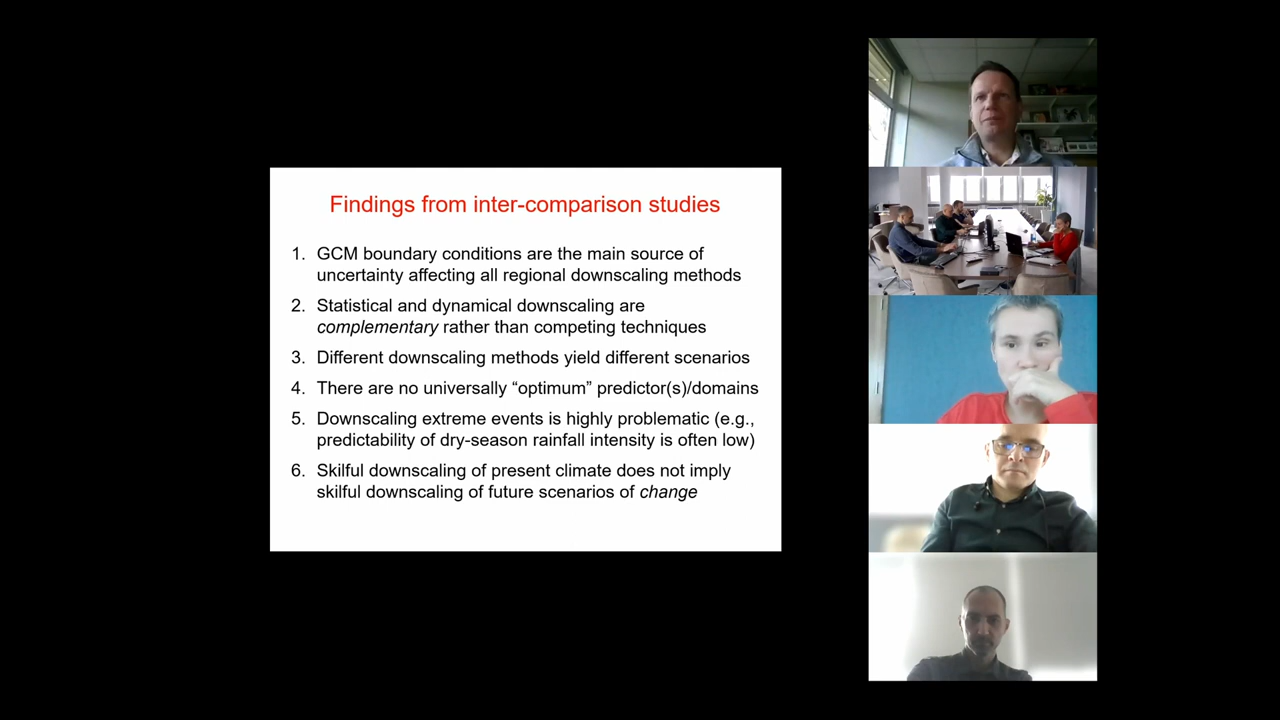 Findings from inter-comparison studies
1. GCM boundary conditions are the main source of
uncertainty affecting all regional downscaling methods
2. Statistical and dynamical downscaling are
complementary rather than competing techniques
3. Different downscaling methods yield different scenarios
4. There are no universally “optimum” predictor(s)/domains
5. Downscaling extreme events is highly problematic (e.g.,
predictability of dry-season rainfall intensity is often low)
6. Skilful downscaling of present climate does not imply
skilful downscaling of future scenarios of change